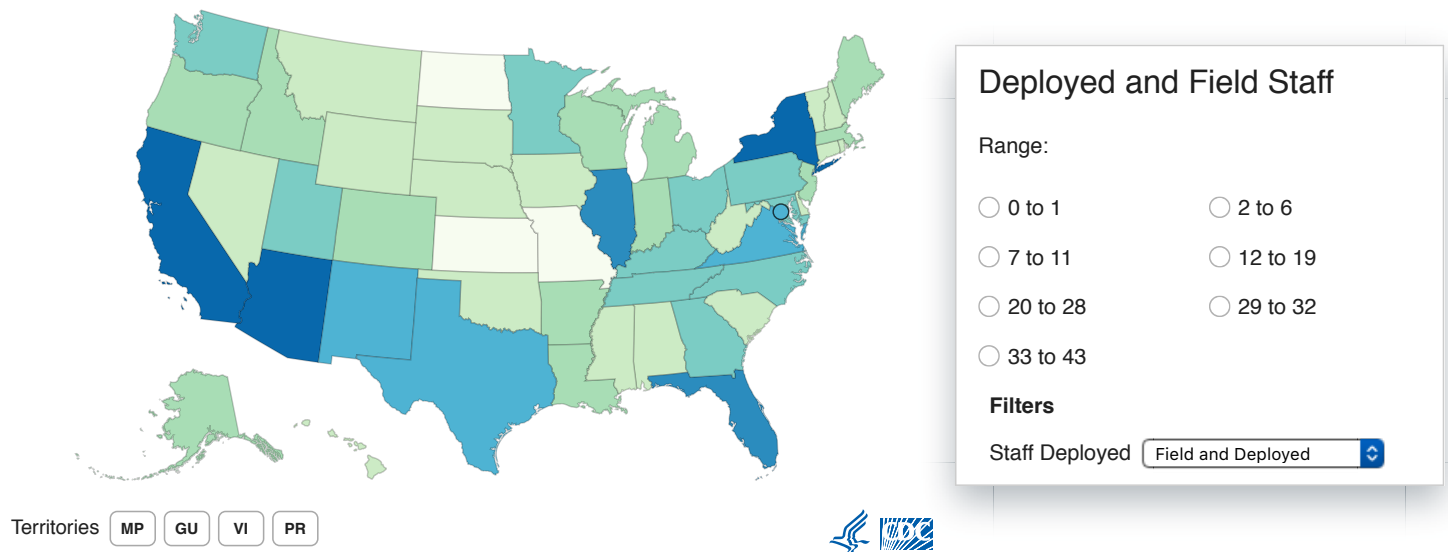 Deployed and Field Staff
Range:
0 to 1
2 to 6
7 to 11
12 to 19
20 to 28
29 to 32
33 to 43
Filters
Staff Deployed Field and Deployed
Territories MP GU VI PR
CDC